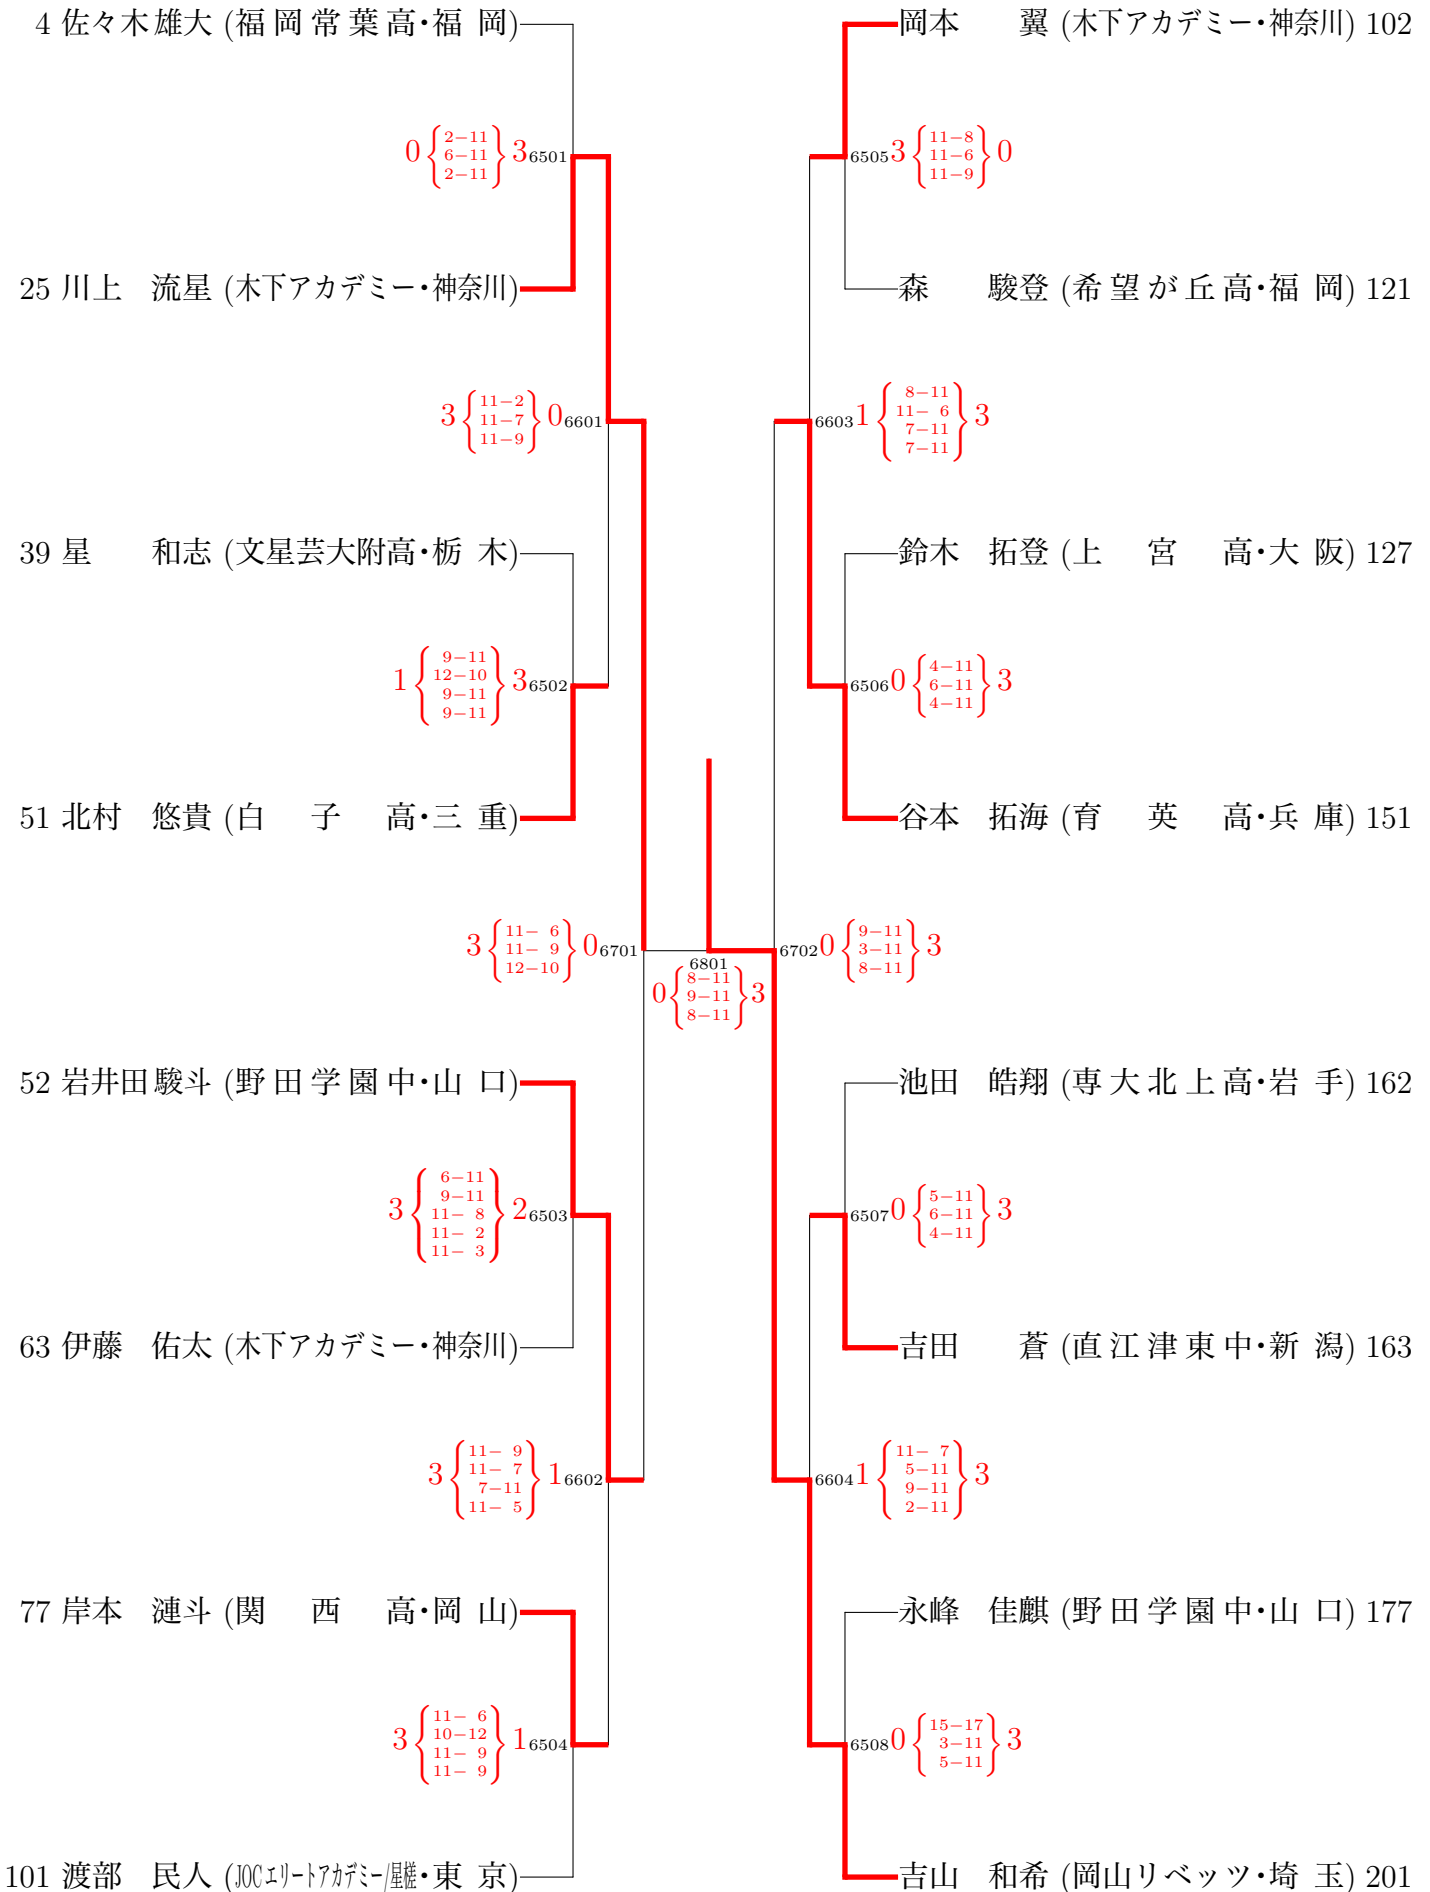 4 佐々木雄大 (福岡常葉高・福 岡)
岡本 翼 (木下アカデミー・神奈川) 102
0 { 2−11 6−11 2−11 } 3 6501
6505 3 { 11−8 11−6 11−9 } 0
25 川上 流星 (木下アカデミー・神奈川)
森 駿登 (希望が丘高・福 岡) 121
3 { 11−2 11−7 11−9 } 0 6601
6603 1 { 8−11 11− 6 7−11 7−11 } 3
39 星 和志 (文星芸大附高・栃 木)
鈴木 拓登 (上 宮 高・大 阪) 127
1 { 9−11 12−10 9−11 9−11 } 3 6502
6506 0 { 4−11 6−11 4−11 } 3
51 北村 悠貴 (白 子 高・三 重)
谷本 拓海 (育 英 高・兵 庫) 151
3 { 11− 6 11− 9 12−10 } 0 6701
6702 0 { 9−11 3−11 8−11 } 3
6801
0 { 8−11 9−11 8−11 } 3
52 岩井田駿斗 (野田学園中・山 口)
池田 皓翔 (専大北上高・岩 手) 162
3 { 6−11 9−11 11− 8 11− 2 11− 3 } 2 6503
6507 0 { 5−11 6−11 4−11 } 3
63 伊藤 佑太 (木下アカデミー・神奈川)
吉田 蒼 (直江津東中・新 潟) 163
3 { 11− 9 11− 7 7−11 11− 5 } 1 6602
6604 1 { 11− 7 5−11 9−11 2−11 } 3
77 岸本 漣斗 (関 西 高・岡 山)
永峰 佳麒 (野田学園中・山 口) 177
3 { 11− 6 10−12 11− 9 11− 9 } 1 6504
6508 0 { 15−17 3−11 5−11 } 3
101 渡部 民人 (JOCエリートアカデミー/星槎・東 京)
吉山 和希 (岡山リベッツ・埼 玉) 201